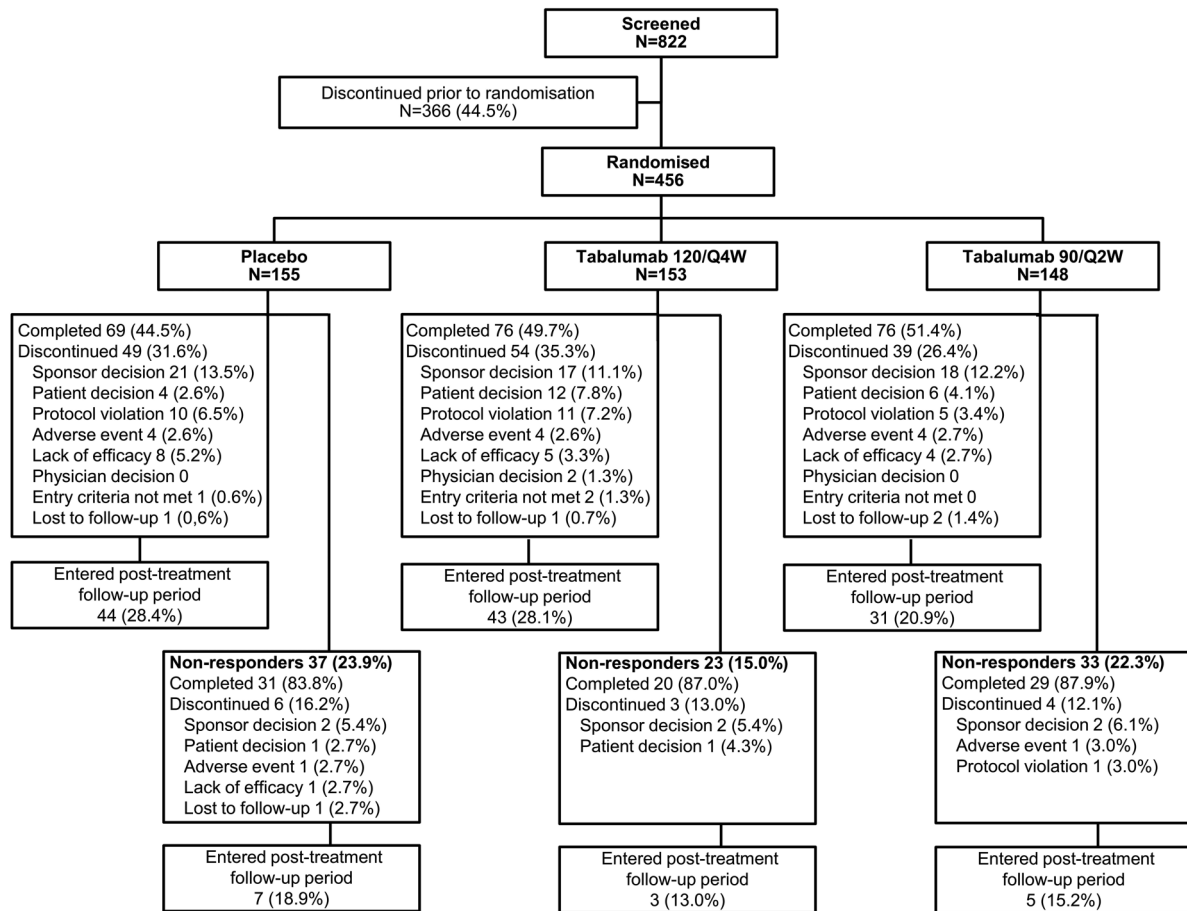 Screened
N=822
Discontinued prior to randomisation
N=366 (44.5%)
Randomised
N=456
Placebo
N=155
Tabalumab 120/Q4W
N=153
Tabalumab 90/Q2W
N=148
Completed 69 (44.5%)
Discontinued 49 (31.6%)
Sponsor decision 21 (13.5%)
Patient decision 4 (2.6%)
Protocol violation 10 (6.5%)
Adverse event 4 (2.6%)
Lack of efficacy 8 (5.2%)
Physician decision 0
Entry criteria not met 1 (0.6%)
Lost to follow-up 1 (0,6%)
Completed 76 (49.7%)
Discontinued 54 (35.3%)
Sponsor decision 17 (11.1%)
Patient decision 12 (7.8%)
Protocol violation 11 (7.2%)
Adverse event 4 (2.6%)
Lack of efficacy 5 (3.3%)
Physician decision 2 (1.3%)
Entry criteria not met 2 (1.3%)
Lost to follow-up 1 (0.7%)
Completed 76 (51.4%)
Discontinued 39 (26.4%)
Sponsor decision 18 (12.2%)
Patient decision 6 (4.1%)
Protocol violation 5 (3.4%)
Adverse event 4 (2.7%)
Lack of efficacy 4 (2.7%)
Physician decision 0
Entry criteria not met 0
Lost to follow-up 2 (1.4%)
Entered post-treatment
follow-up period
44 (28.4%)
Entered post-treatment
follow-up period
43 (28.1%)
Entered post-treatment
follow-up period
31 (20.9%)
Non-responders 37 (23.9%)
Completed 31 (83.8%)
Discontinued 6 (16.2%)
Sponsor decision 2 (5.4%)
Patient decision 1 (2.7%)
Adverse event 1 (2.7%)
Lack of efficacy 1 (2.7%)
Lost to follow-up 1 (2.7%)
Non-responders 23 (15.0%)
Completed 20 (87.0%)
Discontinued 3 (13.0%)
Sponsor decision 2 (5.4%)
Patient decision 1 (4.3%)
Non-responders 33 (22.3%)
Completed 29 (87.9%)
Discontinued 4 (12.1%)
Sponsor decision 2 (6.1%)
Adverse event 1 (3.0%)
Protocol violation 1 (3.0%)
Entered post-treatment
follow-up period
7 (18.9%)
Entered post-treatment
follow-up period
3 (13.0%)
Entered post-treatment
follow-up period
5 (15.2%)